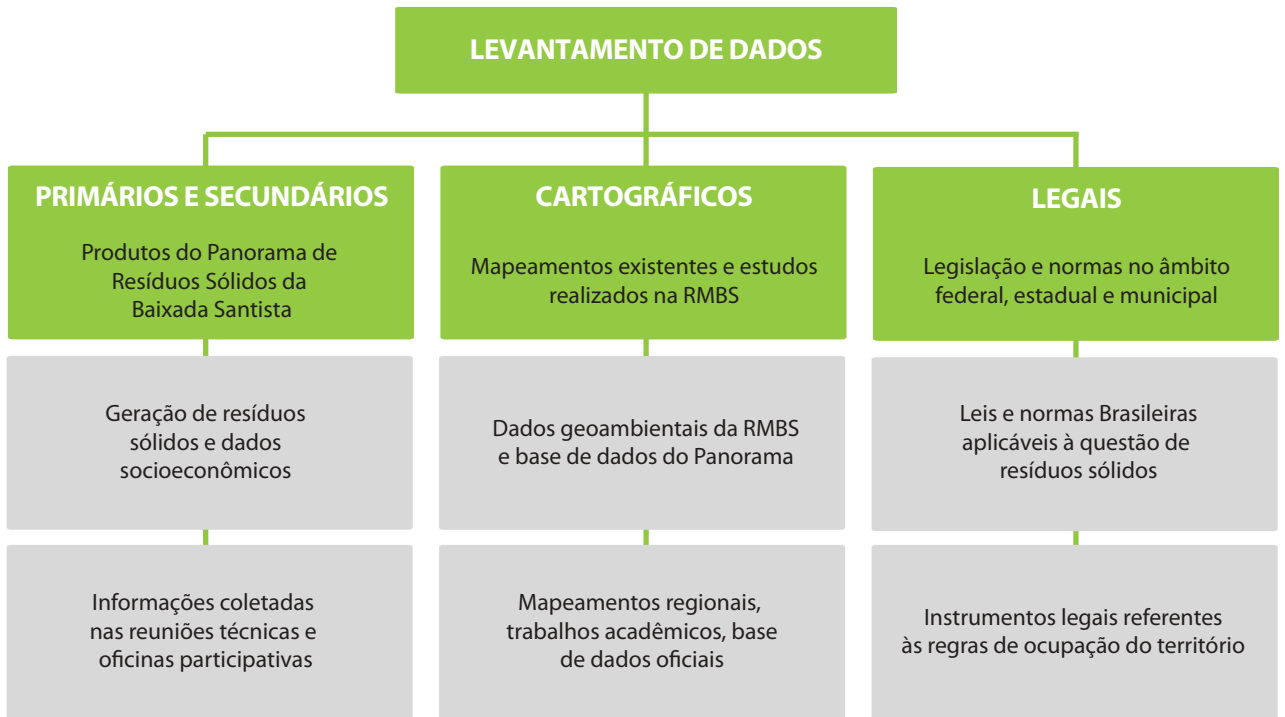 LEVANTAMENTO DE DADOS
PRIMÁRIOS E SECUNDÁRIOS
Produtos do Panorama de
Resíduos Sólidos da
Baixada Santista
Geração de resíduos
sólidos e dados
socioeconômicos
Informações coletadas
nas reuniões técnicas e
oficinas participativas
CARTOGRÁFICOS
Mapeamentos existentes e estudos
realizados na RMBS
Dados geoambientais da RMBS
e base de dados do Panorama
Mapeamentos regionais,
trabalhos acadêmicos, base
de dados oficiais
LEGAIS
Legislação e normas no âmbito
federal, estadual e municipal
Leis e normas Brasileiras
aplicáveis à questão de
resíduos sólidos
Instrumentos legais referentes
às regras de ocupação do território